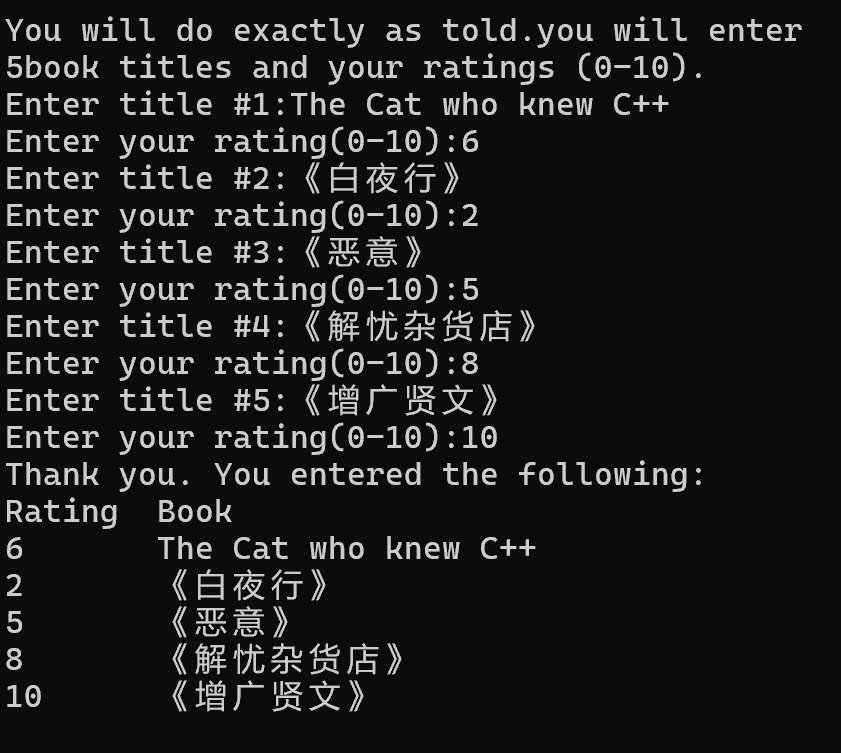 You will do exactly as told.you will enter
5book titles and your ratings (0-10).
Enter title #1:The Cat who knew C++
Enter your rating(0-10):6
Enter title #2:《白夜行》
Enter your rating(0-10):2
Enter title #3:《恶意》
Enter your rating(0-10):5
Enter title #4:《解忧杂货店》
Enter your rating(0-10):8
Enter title #5:《增广贤文》
Enter your rating(0-10):10
Thank you. You entered the following:
Rating  Book
6       The Cat who knew C++
2       《白夜行》
5       《恶意》
8       《解忧杂货店》
10      《增广贤文》